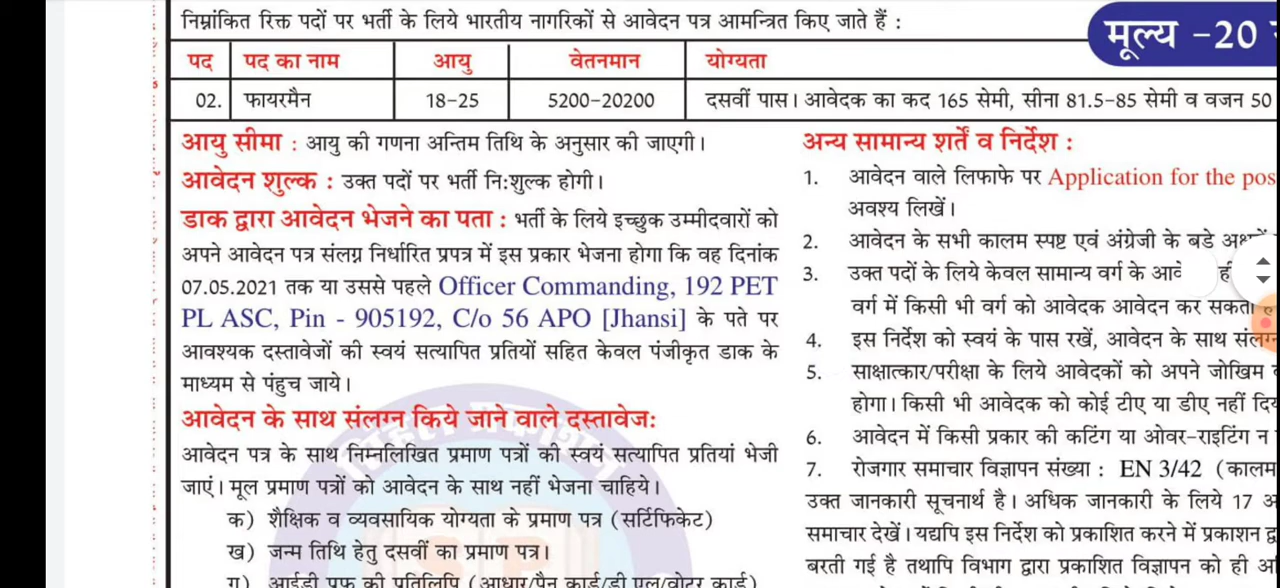 निम्नांकित रिक्त पदों पर भर्ती के लिये भारतीय नागरिकों से आवेदन पत्र आमन्त्रित किए जाते हैं :
मूल्य -20
पद पद का नाम आयु वेतनमान योग्यता
02. फायरमैन 18-25 5200-20200 दसवीं पास। आवेदक का कद 165 सेमी, सीना 81.5-85 सेमी व वजन 50
आयु सीमा : आयु की गणना अन्तिम तिथि के अनुसार की जाएगी।
आवेदन शुल्क : उक्त पदों पर भर्ती नि:शुल्क होगी।
डाक द्वारा आवेदन भेजने का पता : भर्ती के लिये इच्छुक उम्मीदवारों को
अपने आवेदन पत्र संलग्न निर्धारित प्रपत्र में इस प्रकार भेजना होगा कि वह दिनांक
07.05.2021 तक या उससे पहले Officer Commanding, 192 PET
PL ASC, Pin - 905192, C/o 56 APO [Jhansi] के पते पर
आवश्यक दस्तावेजों की स्वयं सत्यापित प्रतियों सहित केवल पंजीकृत डाक के
माध्यम से पंहुच जाये।
आवेदन के साथ संलग्न किये जाने वाले दस्तावेज:
आवेदन पत्र के साथ निम्नलिखित प्रमाण पत्रों की स्वयं सत्यापित प्रतियां भेजी
जाएं। मूल प्रमाण पत्रों को आवेदन के साथ नहीं भेजना चाहिये।
क) शैक्षिक व व्यवसायिक योग्यता के प्रमाण पत्र (सर्टिफिकेट)
ख) जन्म तिथि हेतु दसवीं का प्रमाण पत्र।
ग) आईडी प्रूफ की प्रतिलिपि (आधार/पैन कार्ड/डी एल/वोटर कार्ड)
अन्य सामान्य शर्ते व निर्देश :
1. आवेदन वाले लिफाफे पर Application for the pos
अवश्य लिखें।
2. आवेदन के सभी कालम स्पष्ट एवं अंग्रेजी के बडे
3. उक्त पदों के लिये केवल सामान्य वर्ग के
वर्ग में किसी भी वर्ग को आवेदक आवेदन कर सकता
4. इस निर्देश को स्वयं के पास रखें, आवेदन के साथ
5. साक्षात्कार/परीक्षा के लिये आवेदकों को अपने जोखिम
होगा। किसी भी आवेदक को कोई टीए या डीए नहीं
6. आवेदन में किसी प्रकार की कटिंग या ओवर-राइटिंग न
7. रोजगार समाचार विज्ञापन संख्या : EN 3/42 (कालम
उक्त जानकारी सूचनार्थ है। अधिक जानकारी के लिये 17
समाचार देखें। यद्यपि इस निर्देश को प्रकाशित करने में प्रकाशन
बरती गई है तथापि विभाग द्वारा प्रकाशित विज्ञापन को ही